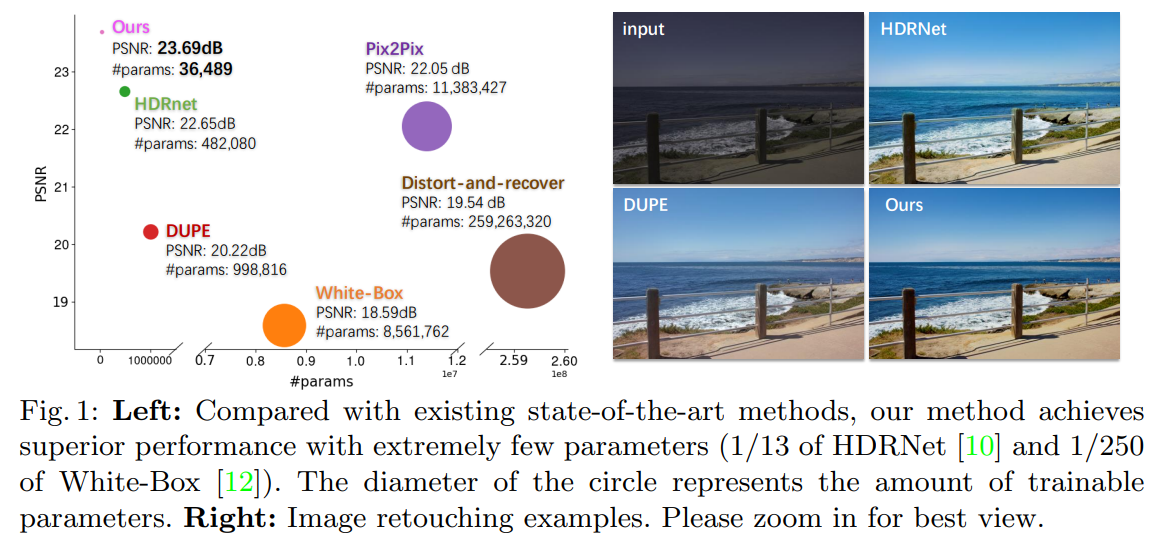 Ours
PSNR: 23.69dB
#params: 36,489
HDRnet
PSNR: 22.65dB
#params: 482,080
Pix2Pix
PSNR: 22.05 dB
#params: 11,383,427
Distort-and-recover
PSNR: 19.54 dB
#params: 259,263,320
DUPE
PSNR: 20.22dB
#params: 998,816
White-Box
PSNR: 18.59dB
#params: 8,561,762
PSNR
23
22
21
20
19
0 1000000 0.7 0.8 0.9 1.0 1.1 1.2 2.59 2.60
1e7 1e8
#params
input
HDRNet
DUPE
Ours
Fig. 1: Left: Compared with existing state-of-the-art methods, our method achieves
superior performance with extremely few parameters (1/13 of HDRNet [10] and 1/250
of White-Box [12]). The diameter of the circle represents the amount of trainable
parameters. Right: Image retouching examples. Please zoom in for best view.